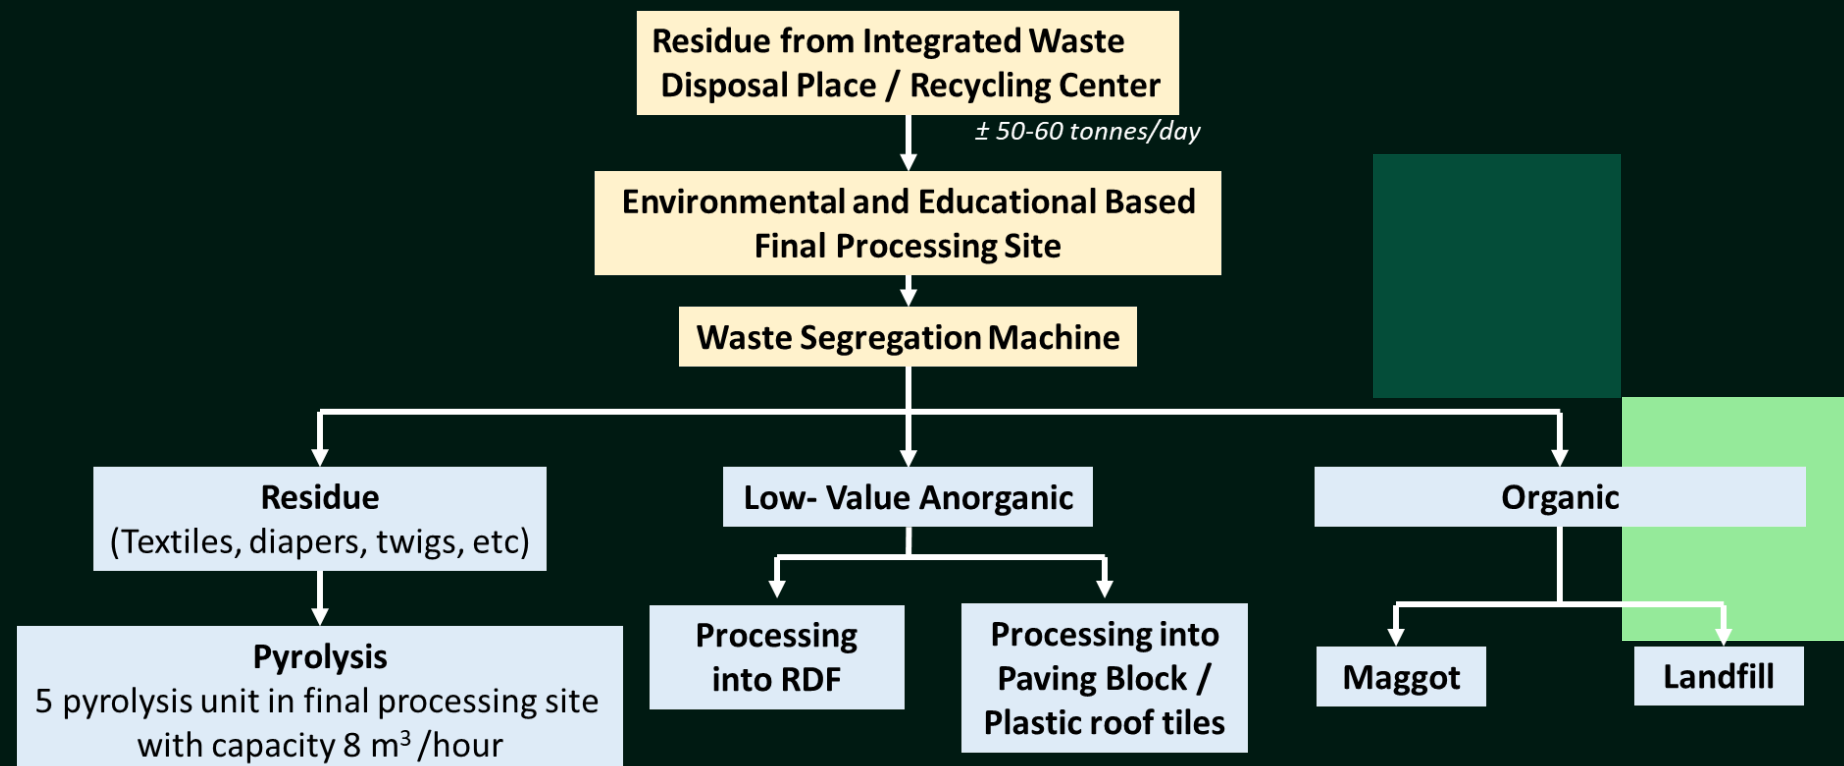 Residue from Integrated Waste
Disposal Place / Recycling Center
± 50-60 tonnes/day
Environmental and Educational Based
Final Processing Site
Waste Segregation Machine
Residue
(Textiles, diapers, twigs, etc)
Low- Value Anorganic
Organic
Pyrolysis
5 pyrolysis unit in final processing site
with capacity 8 m³ /hour
Processing
into RDF
Processing into
Paving Block /
Plastic roof tiles
Maggot
Landfill